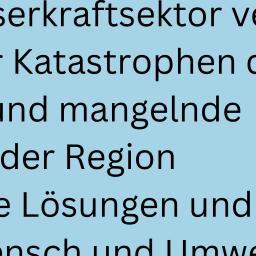 serkraftsektor ve
r Katastrophen d
und mangelnde
der Region
e Lösungen und
ensch und Umwe